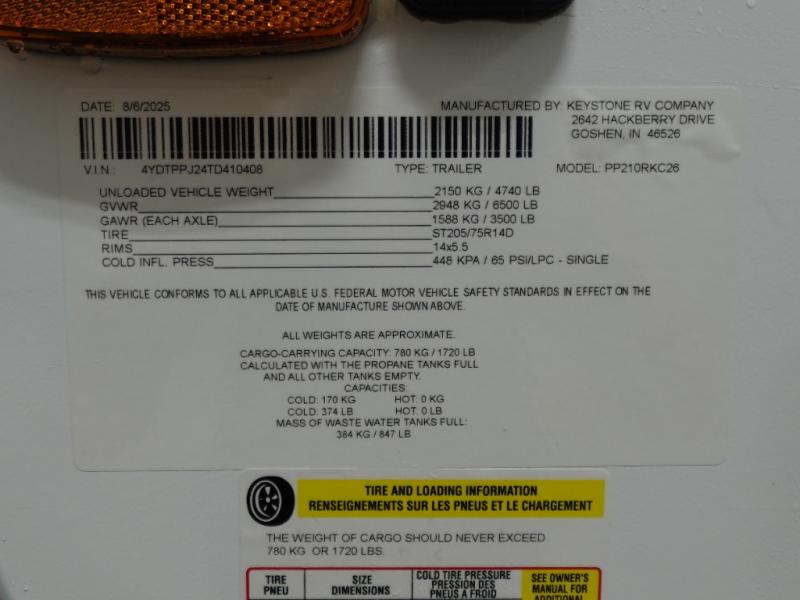 DATE: 8/6/2025 MANUFACTURED BY: KEYSTONE RV COMPANY
2642 HACKBERRY DRIVE
GOSHEN, IN 46526
V.I.N.: 4YDTPPJ24TD410408 TYPE: TRAILER MODEL: PP210RKC26
UNLOADED VEHICLE WEIGHT 2150 KG / 4740 LB
GVWR 2948 KG / 6500 LB
GAWR (EACH AXLE) 1588 KG / 3500 LB
TIRE ST205/75R14D
RIMS 14x5.5
COLD INFL. PRESS 448 KPA / 65 PSI/LPC - SINGLE
THIS VEHICLE CONFORMS TO ALL APPLICABLE U.S. FEDERAL MOTOR VEHICLE SAFETY STANDARDS IN EFFECT ON THE
DATE OF MANUFACTURE SHOWN ABOVE.
ALL WEIGHTS ARE APPROXIMATE.
CARGO-CARRYING CAPACITY: 780 KG / 1720 LB
CALCULATED WITH THE PROPANE TANKS FULL
AND ALL OTHER TANKS EMPTY.
CAPACITIES:
COLD: 170 KG HOT: 0 KG
COLD: 374 LB HOT: 0 LB
MASS OF WASTE WATER TANKS FULL:
384 KG / 847 LB
TIRE AND LOADING INFORMATION
RENSEIGNEMENTS SUR LES PNEUS ET LE CHARGEMENT
THE WEIGHT OF CARGO SHOULD NEVER EXCEED
780 KG OR 1720 LBS.
TIRE SIZE COLD TIRE PRESSURE SEE OWNER'S
PNEU DIMENSIONS PRESSION DES MANUAL FOR
PNEUS A FROID ADDITIONAL